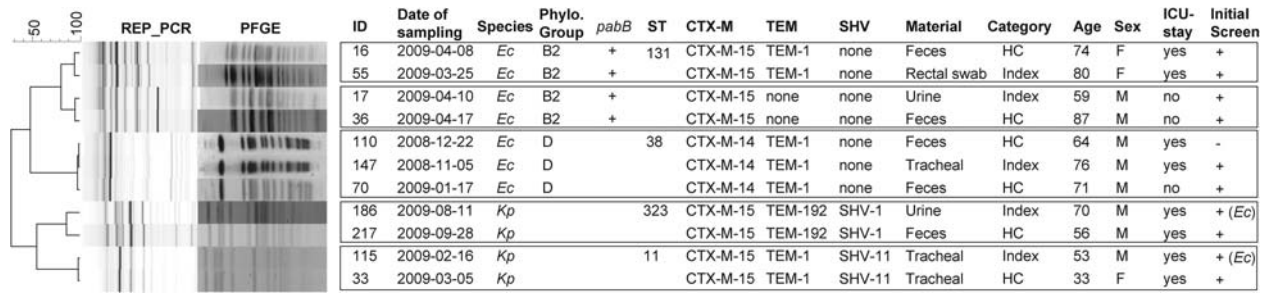 50 100 REP_PCR PFGE ID Date of sampling Species Phylo. Group pabB ST CTX-M TEM SHV Material Category Age Sex ICU-stay Initial Screen
16 2009-04-08 Ec B2 + 131 CTX-M-15 TEM-1 none Feces HC 74 F yes +
55 2009-03-25 Ec B2 + CTX-M-15 TEM-1 none Rectal swab Index 80 F yes +
17 2009-04-10 Ec B2 + CTX-M-15 none none Urine Index 59 M no +
36 2009-04-17 Ec B2 + CTX-M-15 none none Feces HC 87 M no +
110 2008-12-22 Ec D 38 CTX-M-14 TEM-1 none Feces HC 64 M yes -
147 2008-11-05 Ec D CTX-M-14 TEM-1 none Tracheal Index 76 M yes +
70 2009-01-17 Ec D CTX-M-14 TEM-1 none Feces HC 71 M no +
186 2009-08-11 Kp 323 CTX-M-15 TEM-192 SHV-1 Urine Index 70 M yes + (Ec)
217 2009-09-28 Kp CTX-M-15 TEM-192 SHV-1 Feces HC 56 M yes +
115 2009-02-16 Kp 11 CTX-M-15 TEM-1 SHV-11 Tracheal Index 53 M yes + (Ec)
33 2009-03-05 Kp CTX-M-15 TEM-1 SHV-11 Tracheal HC 33 F yes +